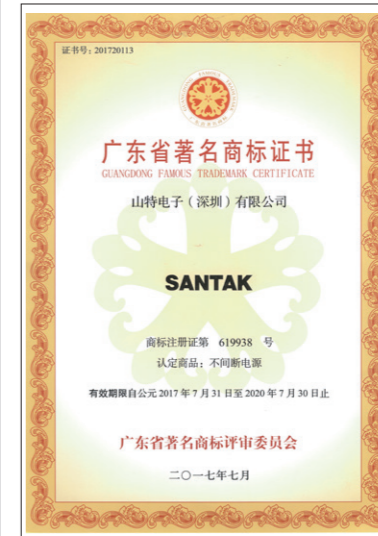 证书号：201720113
广东省著名商标证书
GUANGDONG FAMOUS TRADEMARK CERTIFICATE
山特电子（深圳）有限公司
SANTAK
商标注册证第 619938 号
认定商品：不间断电源
有效期限自公元 2017 年 7 月 31 日至 2020 年 7 月 30 日止
广东省著名商标评审委员会
二〇一七年七月